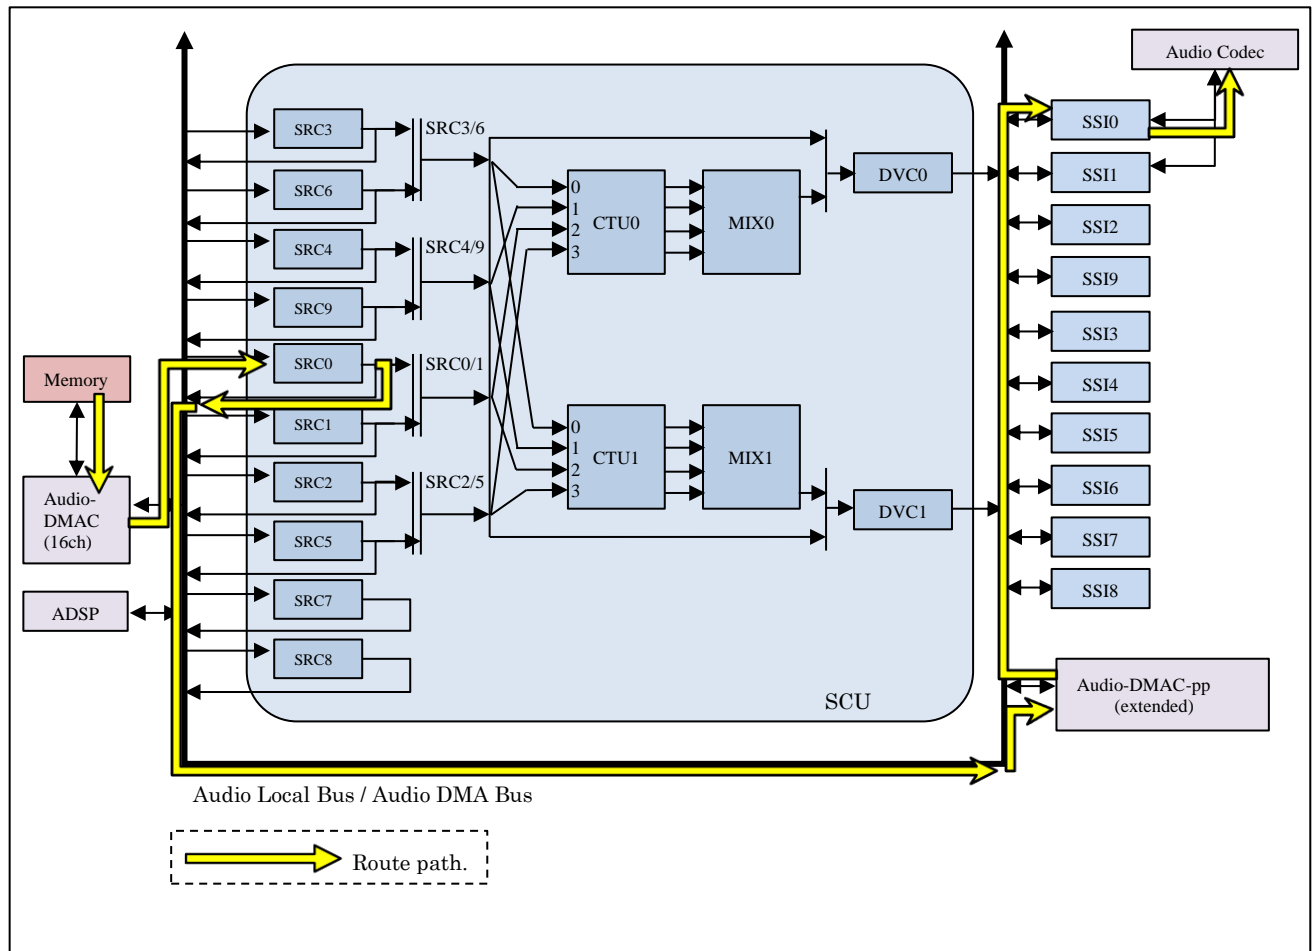 Audio Codec
SRC3
SRC3/6
SSI0
SRC6
DVC0
SSI1
0
1
2
3
CTU0
MIX0
SSI2
SRC4
SRC4/9
SSI9
SRC9
SSI3
Memory
SRC0
SRC0/1
SSI4
SRC1
0
1
2
3
CTU1
MIX1
SSI5
Audio-
DMAC
(16ch)
SRC2
SRC2/5
SSI6
DVC1
SRC5
SSI7
ADSP
SRC7
SSI8
SRC8
SCU
Audio-DMAC-pp
(extended)
Audio Local Bus / Audio DMA Bus
Route path.